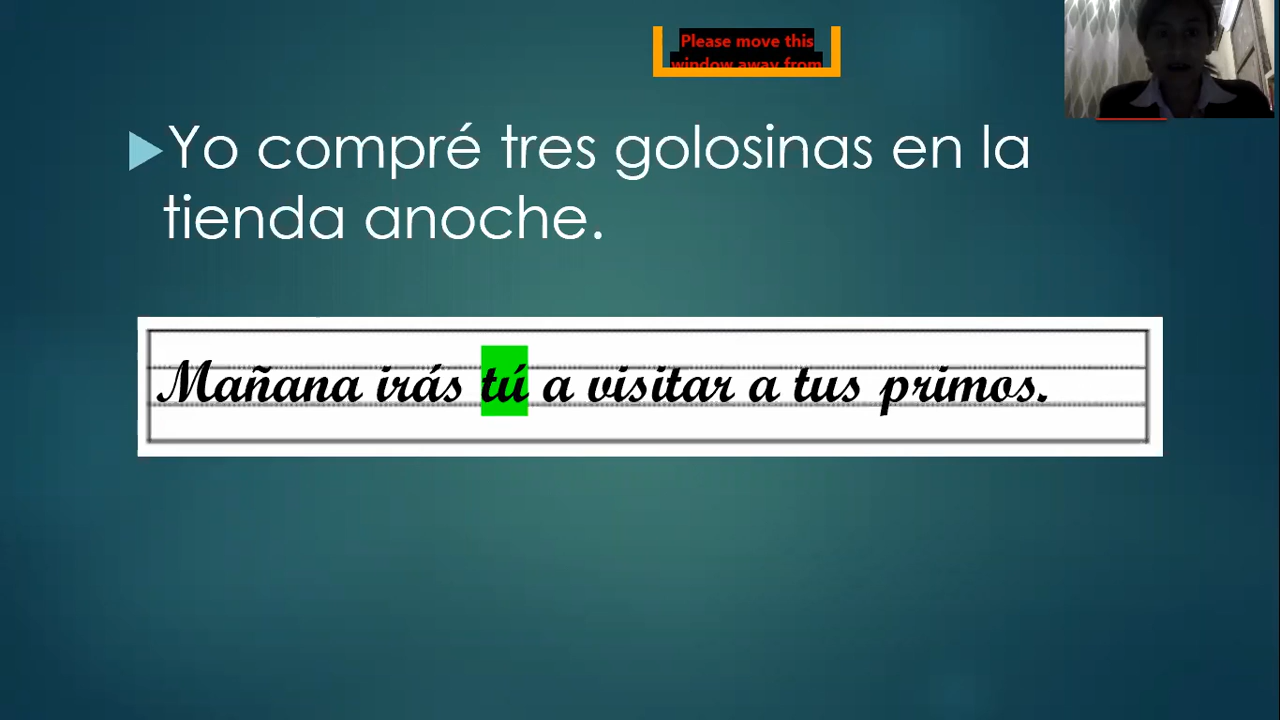 Please move this
window away from
Yo compré tres golosinas en la
tienda anoche.
Mañana irás tú a visitar a tus primos.